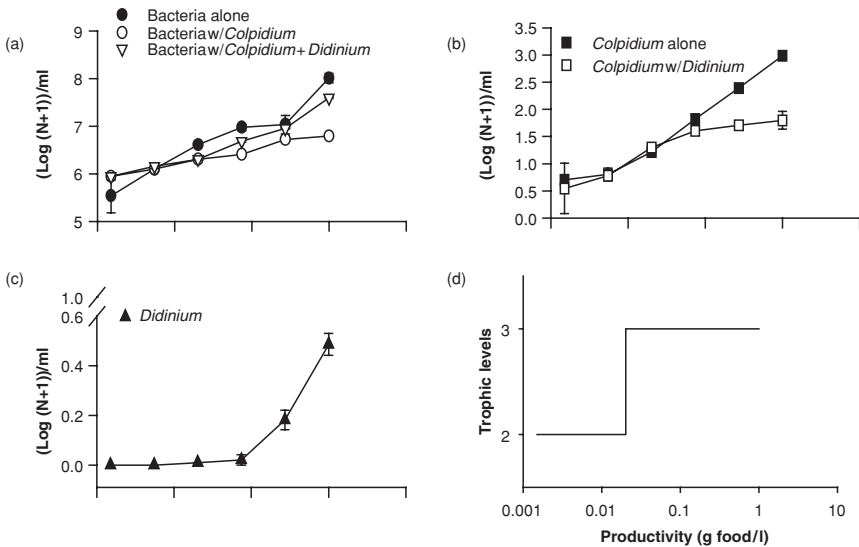 (a)
Bacteria alone
Bacteria w/Colpidium
Bacteria w/Colpidium + Didinium
9
8
7
6
5
(Log (N+1))/ml
(b)
Colpidium alone
Colpidium w/Didinium
3.5
3.0
2.5
2.0
1.5
1.0
0.5
0.0
(Log (N+1))/ml
(c)
Didinium
1.0
0.6
0.4
0.2
0.0
(Log (N+1))/ml
(d)
3
2
Trophic levels
0.001 0.01 0.1 1 10
Productivity (g food/l)